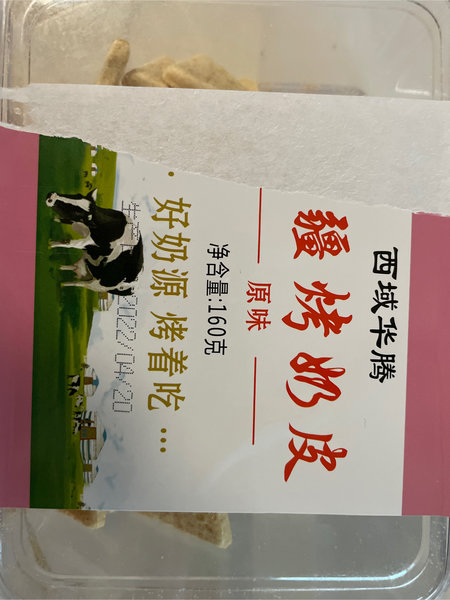 西域华腾
疆烤奶皮
原味
净含量:160克
好奶源 烤着吃...
2022/04/20